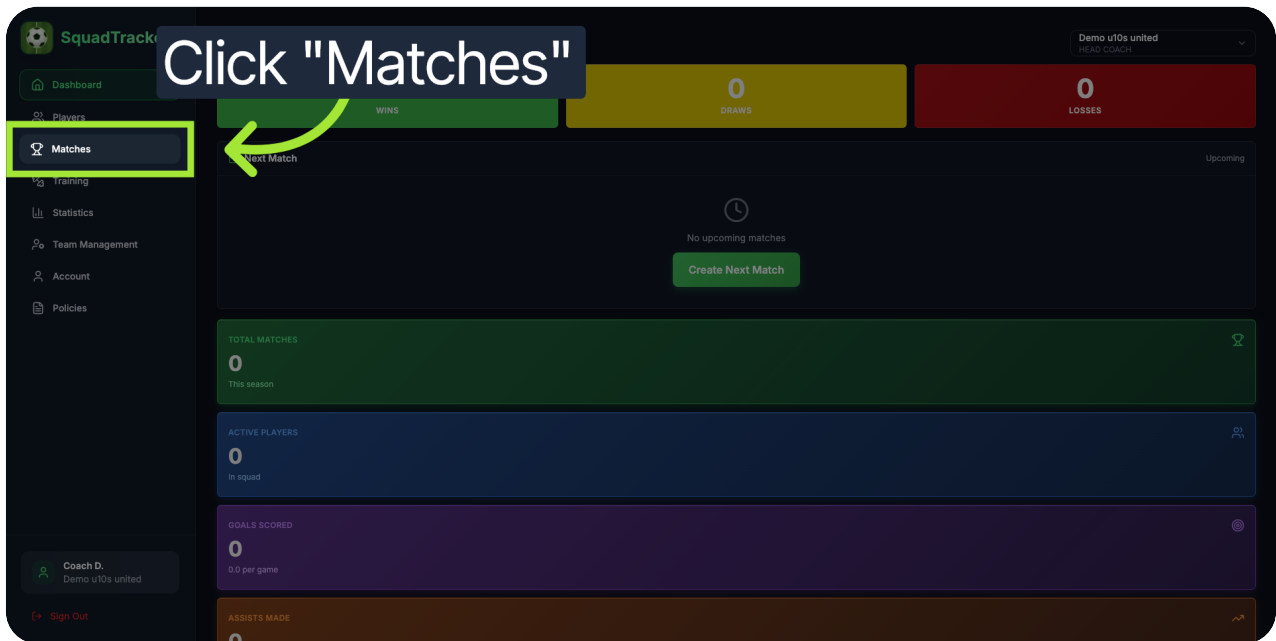 SquadTracke
Click "Matches"
Demo u10s united
HEAD COACH
Dashboard
Players
Matches
Training
Statistics
Team Management
Account
Policies
WINS
0
DRAWS
0
LOSSES
Next Match
Upcoming
No upcoming matches
Create Next Match
TOTAL MATCHES
0
This season
ACTIVE PLAYERS
0
In squad
GOALS SCORED
0
0.0 per game
ASSISTS MADE
0
Coach D.
Demo u10s united
Sign Out